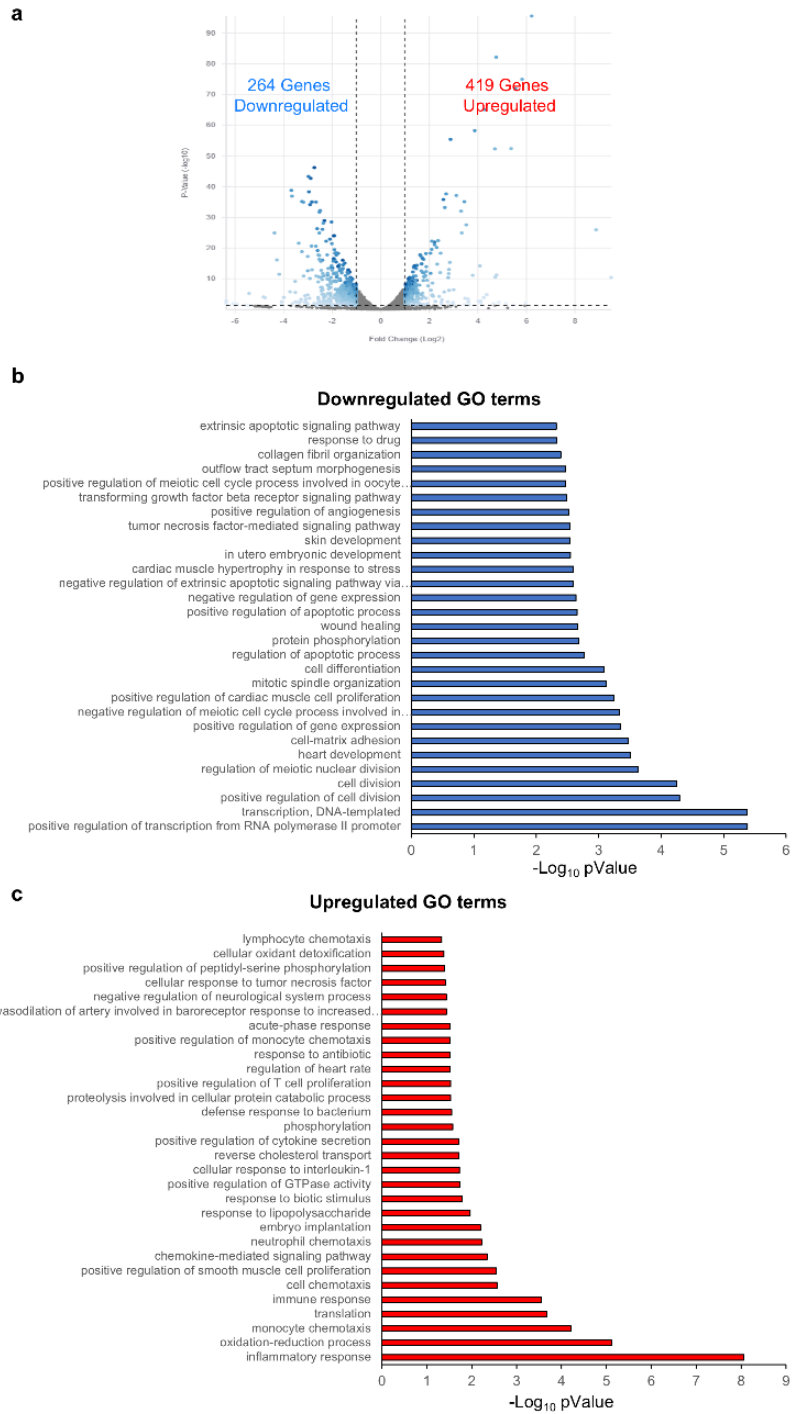 a
90
80
70
60
50
40
30
20
10
P-Value (-log10)
264 Genes
Downregulated
419 Genes
Upregulated
-6 -4 -2 0 2 4 6 8
Fold Change (Log2)
b
Downregulated GO terms
extrinsic apoptotic signaling pathway
response to drug
collagen fibril organization
outflow tract septum morphogenesis
positive regulation of meiotic cell cycle process involved in oocyte...
transforming growth factor beta receptor signaling pathway
positive regulation of angiogenesis
tumor necrosis factor-mediated signaling pathway
skin development
in utero embryonic development
cardiac muscle hypertrophy in response to stress
negative regulation of extrinsic apoptotic signaling pathway via...
negative regulation of gene expression
positive regulation of apoptotic process
wound healing
protein phosphorylation
regulation of apoptotic process
cell differentiation
mitotic spindle organization
positive regulation of cardiac muscle cell proliferation
negative regulation of meiotic cell cycle process involved in...
positive regulation of gene expression
cell-matrix adhesion
heart development
regulation of meiotic nuclear division
cell division
positive regulation of cell division
transcription, DNA-templated
positive regulation of transcription from RNA polymerase II promoter
0 1 2 3 4 5 6
-Log10 pValue
c
Upregulated GO terms
lymphocyte chemotaxis
cellular oxidant detoxification
positive regulation of peptidyl-serine phosphorylation
cellular response to tumor necrosis factor
negative regulation of neurological system process
vasodilation of artery involved in baroreceptor response to increased...
acute-phase response
positive regulation of monocyte chemotaxis
response to antibiotic
regulation of heart rate
positive regulation of T cell proliferation
proteolysis involved in cellular protein catabolic process
defense response to bacterium
phosphorylation
positive regulation of cytokine secretion
reverse cholesterol transport
cellular response to interleukin-1
positive regulation of GTPase activity
response to biotic stimulus
response to lipopolysaccharide
embryo implantation
neutrophil chemotaxis
chemokine-mediated signaling pathway
positive regulation of smooth muscle cell proliferation
cell chemotaxis
immune response
translation
monocyte chemotaxis
oxidation-reduction process
inflammatory response
0 1 2 3 4 5 6 7 8 9
-Log10 pValue